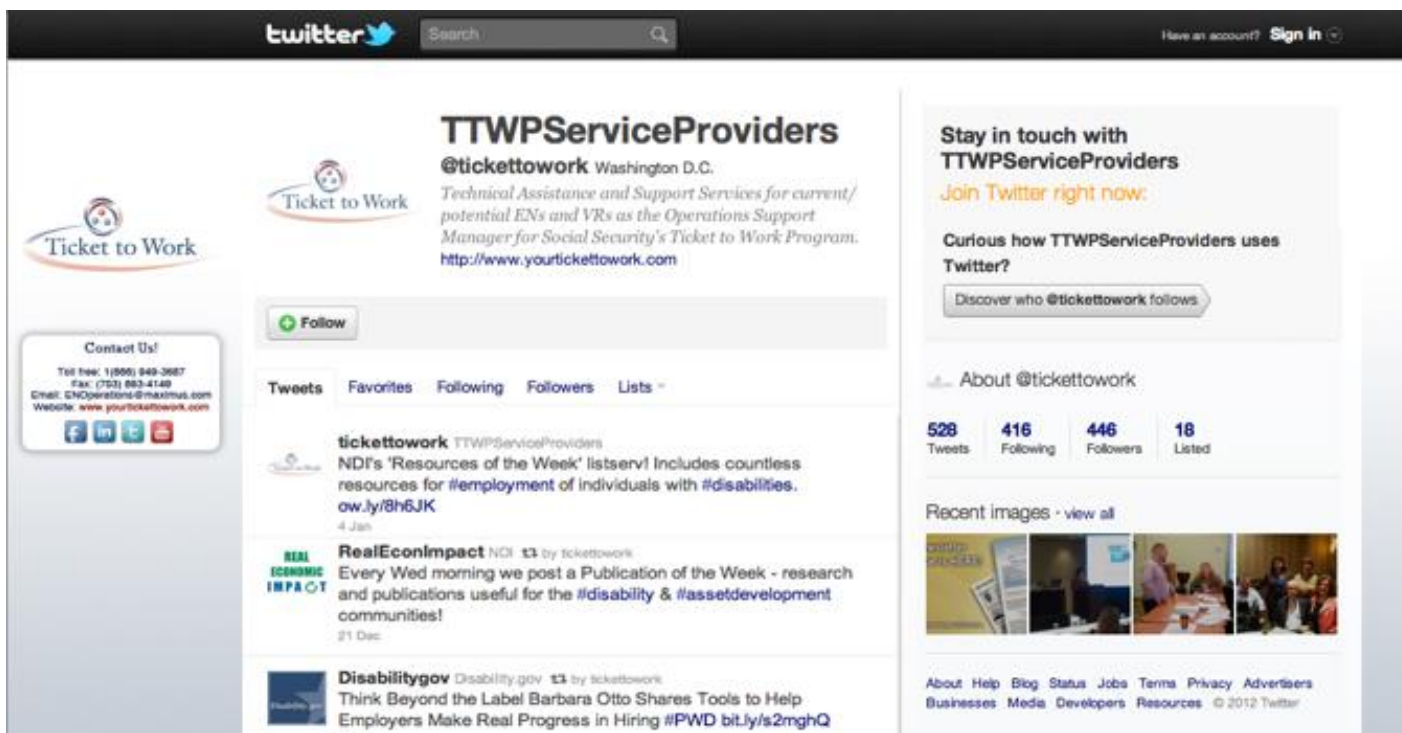 twitter
Search
Have an account? Sign in
Ticket to Work
Contact Us!
Toll free: 1(866) 949-3687
Fax: (703) 683-4149
Email: ENOperations@maximus.com
Website: www.yourtickettowork.com
Ticket to Work
TTWPServiceProviders
@tickettowork Washington D.C.
Technical Assistance and Support Services for current/
potential ENs and VRs as the Operations Support
Manager for Social Security's Ticket to Work Program.
http://www.yourtickettowork.com
Follow
Tweets Favorites Following Followers Lists
tickettowork TTWPServiceProviders
NDI's 'Resources of the Week' listserv! Includes countless
resources for #employment of individuals with #disabilities.
ow.ly/8h6JK
4 Jan
REAL
ECONOMIC
IMPACT
RealEconImpact NDI by tickettowork
Every Wed morning we post a Publication of the Week - research
and publications useful for the #disability & #assetdevelopment
communities!
21 Dec
Disability.gov
Disabilitygov Disability.gov by tickettowork
Think Beyond the Label Barbara Otto Shares Tools to Help
Employers Make Real Progress in Hiring #PWD bit.ly/s2mghQ
Stay in touch with
TTWPServiceProviders
Join Twitter right now:
Curious how TTWPServiceProviders uses
Twitter?
Discover who @tickettowork follows
About @tickettowork
528 416 446 18
Tweets Following Followers Listed
Recent images · view all
About Help Blog Status Jobs Terms Privacy Advertisers
Businesses Media Developers Resources © 2012 Twitter